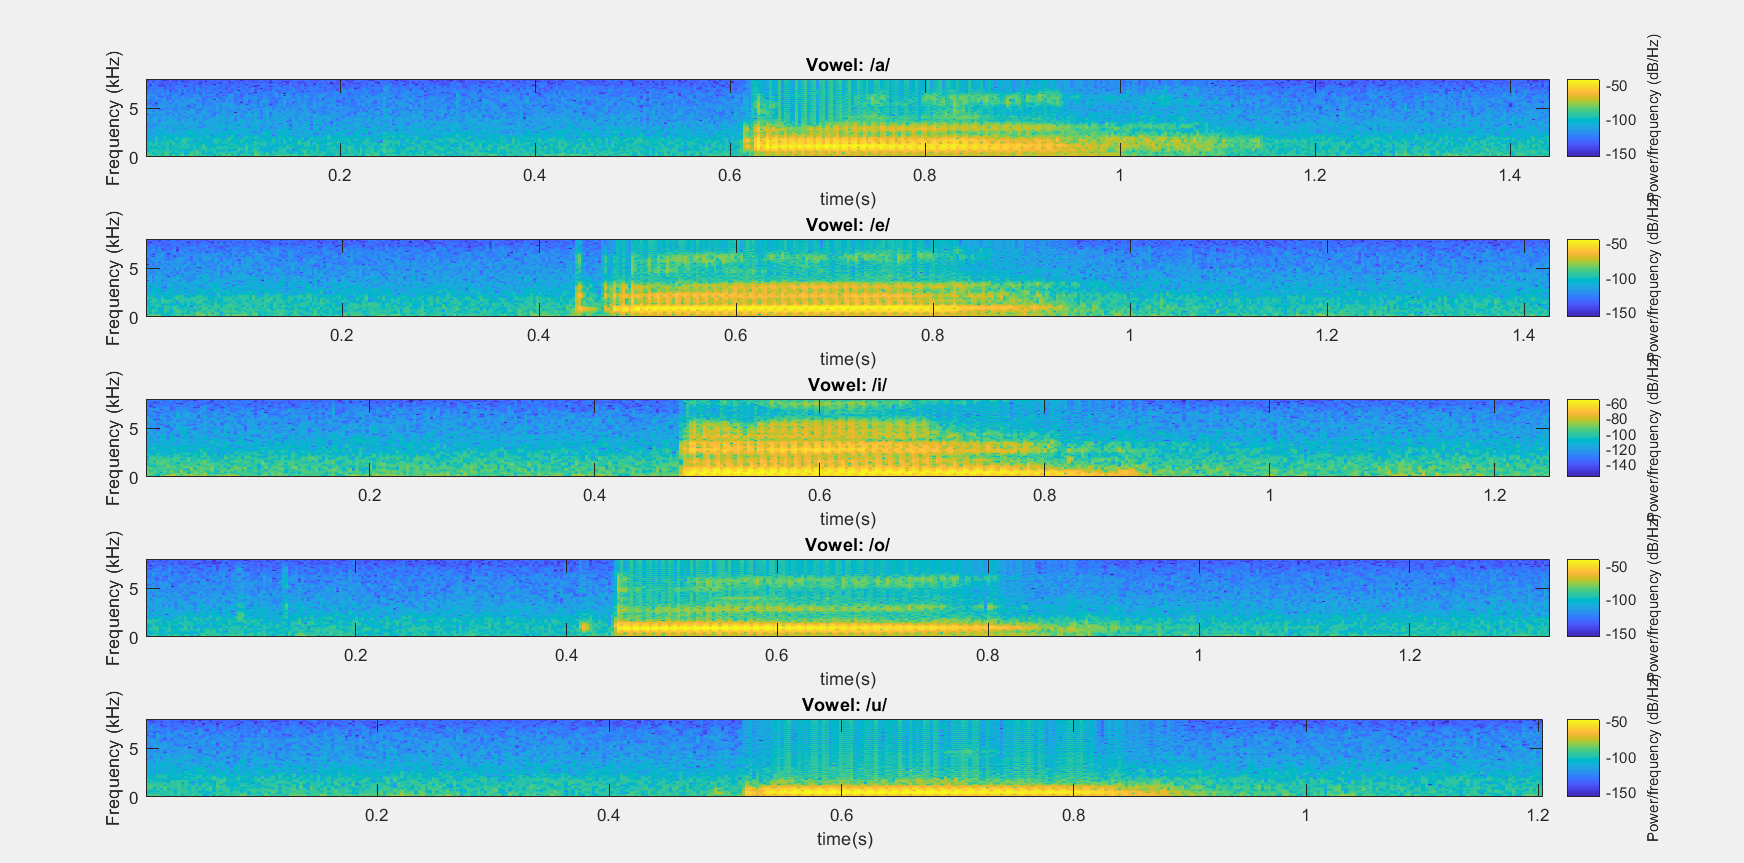 Vowel: /a/
Frequency (kHz)
5
0
0.2 0.4 0.6 0.8 1 1.2 1.4
time(s)
-50
-100
-150
Power/frequency (dB/Hz)
Vowel: /e/
Frequency (kHz)
5
0
0.2 0.4 0.6 0.8 1 1.2 1.4
time(s)
-50
-100
-150
Power/frequency (dB/Hz)
Vowel: /i/
Frequency (kHz)
5
0
0.2 0.4 0.6 0.8 1 1.2
time(s)
-60
-80
-100
-120
-140
Power/frequency (dB/Hz)
Vowel: /o/
Frequency (kHz)
5
0
0.2 0.4 0.6 0.8 1 1.2
time(s)
-50
-100
-150
Power/frequency (dB/Hz)
Vowel: /u/
Frequency (kHz)
5
0
0.2 0.4 0.6 0.8 1 1.2
time(s)
-50
-100
-150
Power/frequency (dB/Hz)